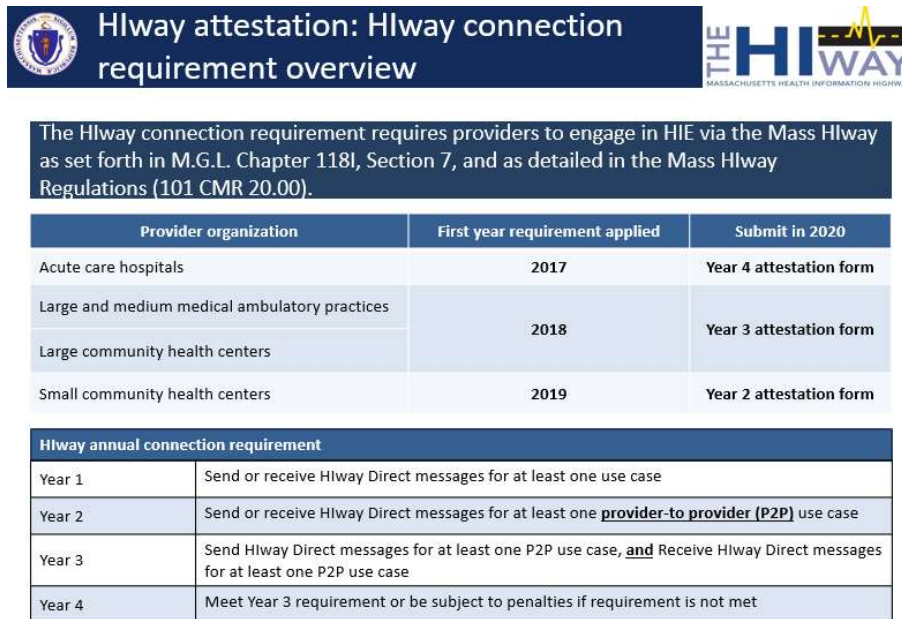 HIway attestation: HIway connection
requirement overview
THE
HIWAY
MASSACHUSETTS HEALTH INFORMATION HIGHWAY
The HIway connection requirement requires providers to engage in HIE via the Mass HIway
as set forth in M.G.L. Chapter 118I, Section 7, and as detailed in the Mass HIway
Regulations (101 CMR 20.00).
Provider organization First year requirement applied Submit in 2020
Acute care hospitals 2017 Year 4 attestation form
Large and medium medical ambulatory practices
2018 Year 3 attestation form
Large community health centers
Small community health centers 2019 Year 2 attestation form
HIway annual connection requirement
Year 1 Send or receive HIway Direct messages for at least one use case
Year 2 Send or receive HIway Direct messages for at least one provider-to provider (P2P) use case
Year 3 Send HIway Direct messages for at least one P2P use case, and Receive HIway Direct messages
for at least one P2P use case
Year 4 Meet Year 3 requirement or be subject to penalties if requirement is not met